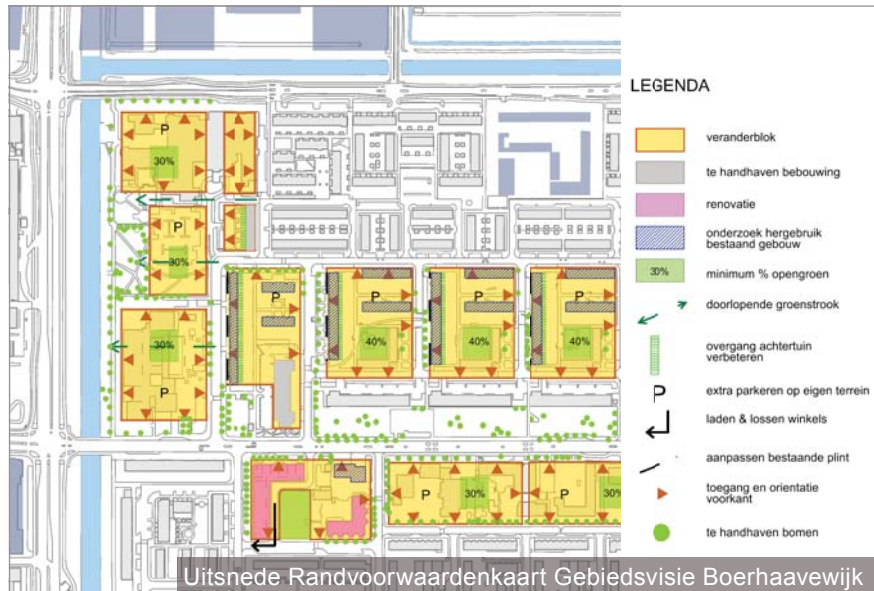 P
30%
P
30%
P
P
P
P
40%
40%
40%
30%
P
P
30%
P
30%
LEGENDA
veranderblok
te handhaven bebouwing
renovatie
onderzoek hergebruik
bestaand gebouw
30%
minimum % opengroen
doorlopende groenstrook
overgang achtertuin
verbeteren
P
extra parkeren op eigen terrein
laden & lossen winkels
aanpassen bestaande plint
toegang en orientatie
voorkant
te handhaven bomen
Uitsnede Randvoorwaardenkaart Gebiedsvisie Boerhaavewijk